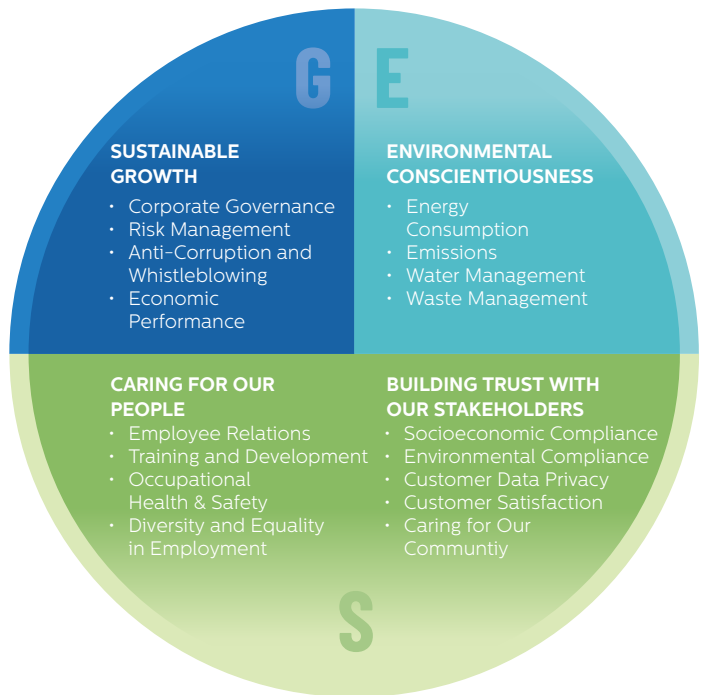 G
SUSTAINABLE
GROWTH
• Corporate Governance
• Risk Management
• Anti-Corruption and
Whistleblowing
• Economic
Performance
E
ENVIRONMENTAL
CONSCIENTIOUSNESS
• Energy
Consumption
• Emissions
• Water Management
• Waste Management
CARING FOR OUR
PEOPLE
• Employee Relations
• Training and Development
• Occupational
Health & Safety
• Diversity and Equality
in Employment
BUILDING TRUST WITH
OUR STAKEHOLDERS
• Socioeconomic Compliance
• Environmental Compliance
• Customer Data Privacy
• Customer Satisfaction
• Caring for Our
Communtiy
S